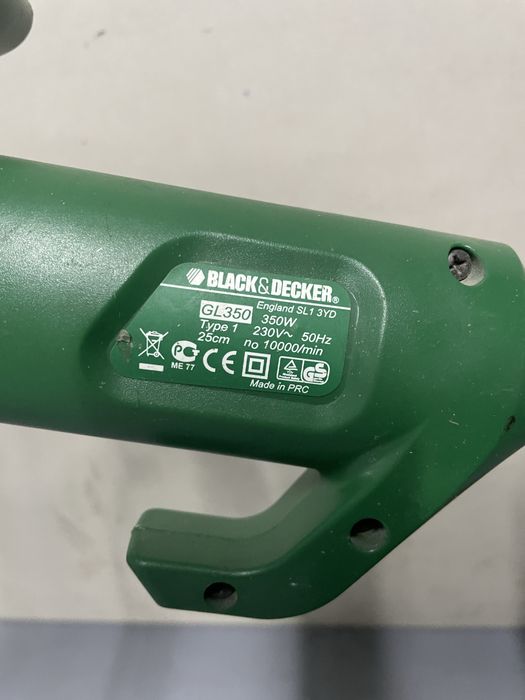 BLACK&DECKER®
England SL1 3YD
GL350 350W
Type 1 230V~ 50Hz
25cm no 10000/min
ME 77
Made in PRC